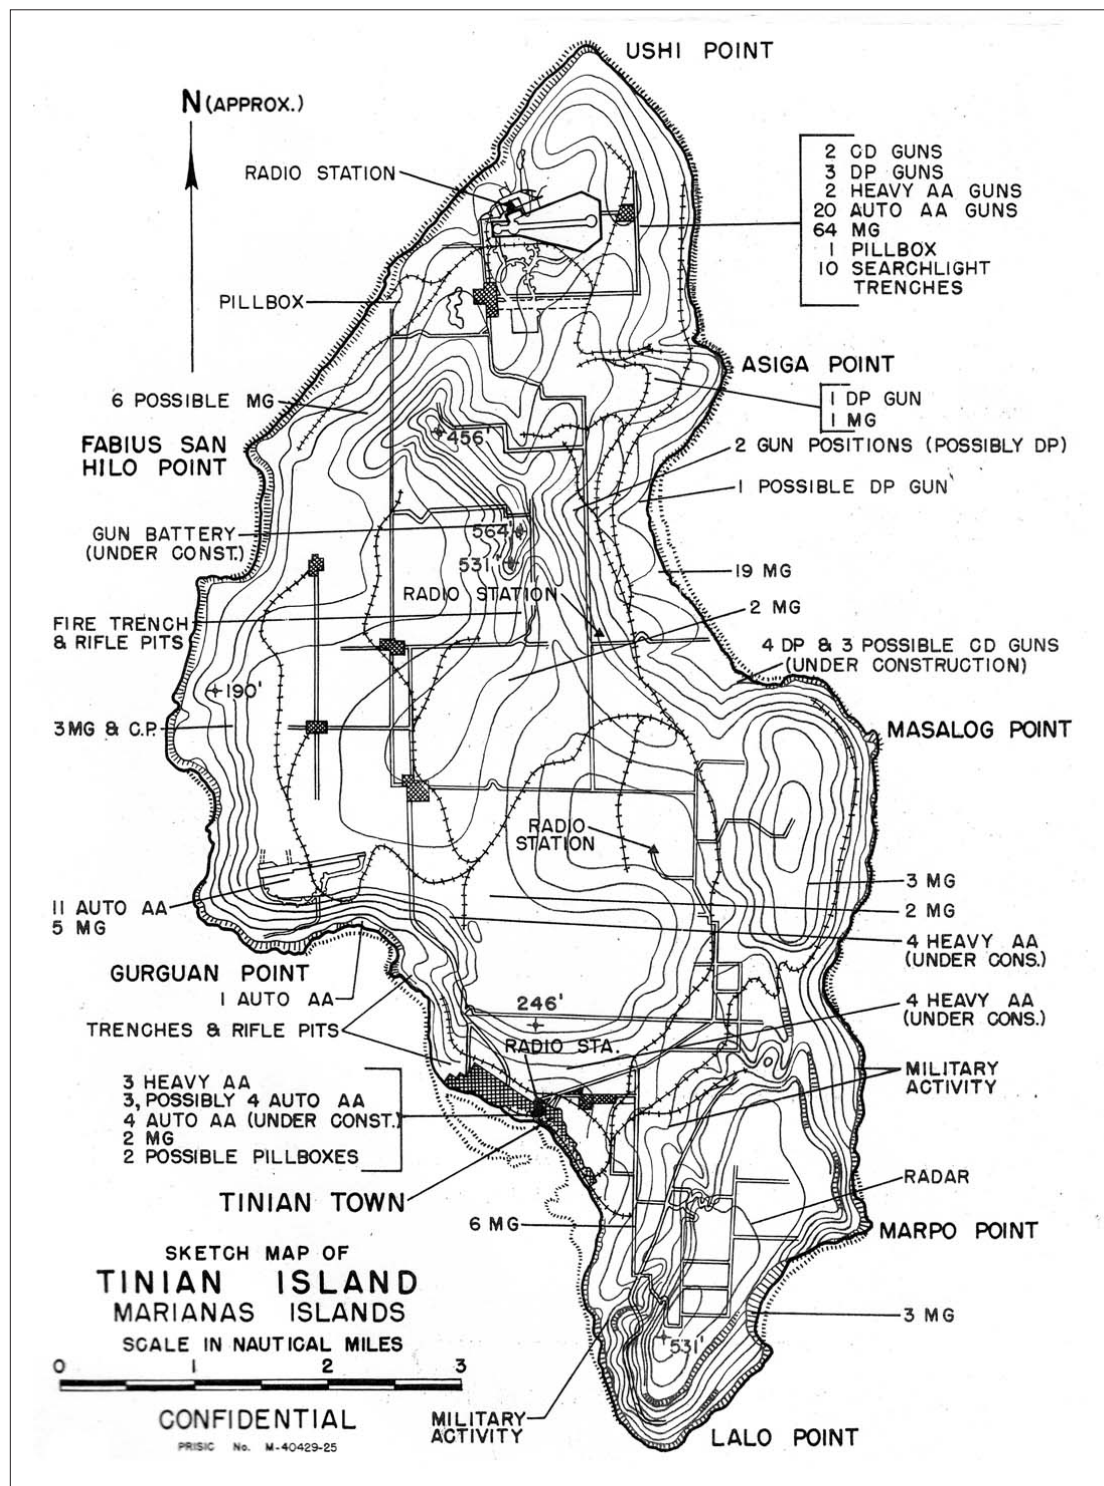 USHI POINT
N (APPROX.)
RADIO STATION
2 CD GUNS
3 DP GUNS
2 HEAVY AA GUNS
20 AUTO AA GUNS
64 MG
1 PILLBOX
10 SEARCHLIGHT
TRENCHES
PILLBOX
ASIGA POINT
1 DP GUN
1 MG
6 POSSIBLE MG
456'
FABIUS SAN
HILO POINT
2 GUN POSITIONS (POSSIBLY DP)
1 POSSIBLE DP GUN
GUN BATTERY
(UNDER CONST.)
564'
531'
19 MG
RADIO STATION
2 MG
FIRE TRENCH
& RIFLE PITS
4 DP & 3 POSSIBLE CD GUNS
(UNDER CONSTRUCTION)
190'
3 MG & C.P.
MASALOG POINT
RADIO
STATION
3 MG
11 AUTO AA
5 MG
2 MG
4 HEAVY AA
(UNDER CONS.)
GURGUAN POINT
1 AUTO AA
246'
4 HEAVY AA
(UNDER CONS.)
TRENCHES & RIFLE PITS
RADIO STA.
MILITARY
ACTIVITY
3 HEAVY AA
3, POSSIBLY 4 AUTO AA
4 AUTO AA (UNDER CONST.)
2 MG
2 POSSIBLE PILLBOXES
RADAR
TINIAN TOWN
6 MG
MARPO POINT
SKETCH MAP OF
TINIAN ISLAND
MARIANAS ISLANDS
SCALE IN NAUTICAL MILES
0 1 2 3
3 MG
531'
CONFIDENTIAL
PRISIC No. M-40429-25
MILITARY
ACTIVITY
LALO POINT